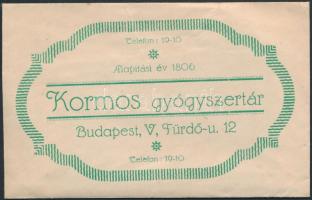 Telefon: 19-10
Alapítási év 1806
Kormos gyógyszertár
Budapest, V, Fürdő-u. 12
Telefon: 19-10